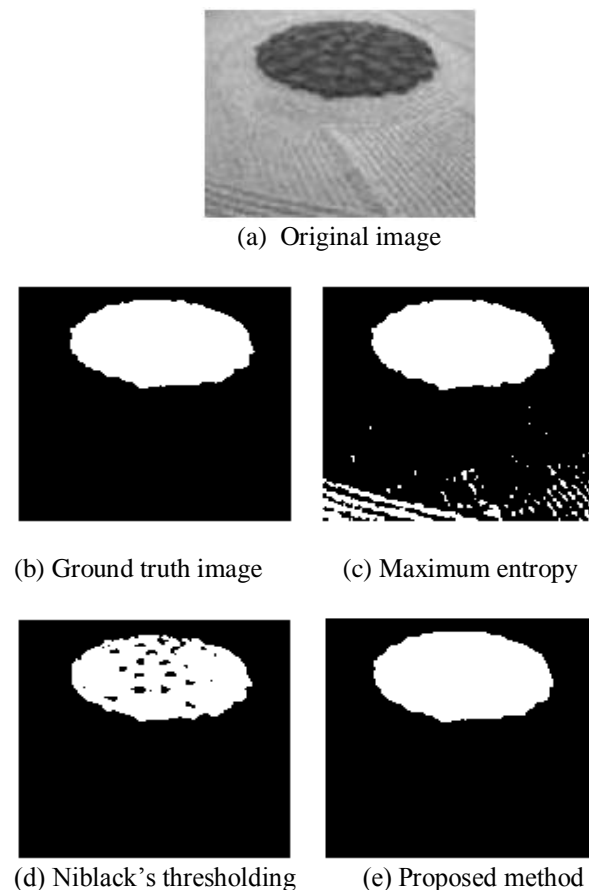 (a) Original image
(b) Ground truth image
(c) Maximum entropy
(d) Niblack's thresholding
(e) Proposed method